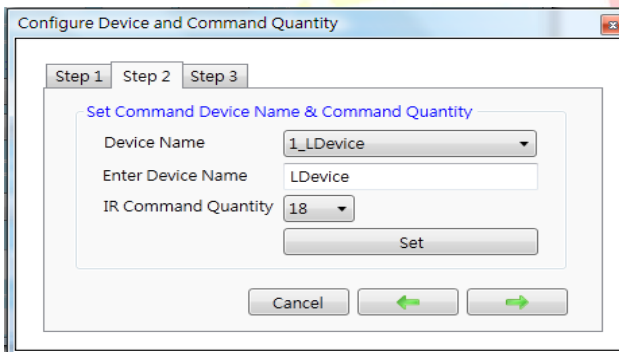 Configure Device and Command Quantity
Step 1 Step 2 Step 3
Set Command Device Name & Command Quantity
Device Name 1_LDevice
Enter Device Name LDevice
IR Command Quantity 18
Set
Cancel